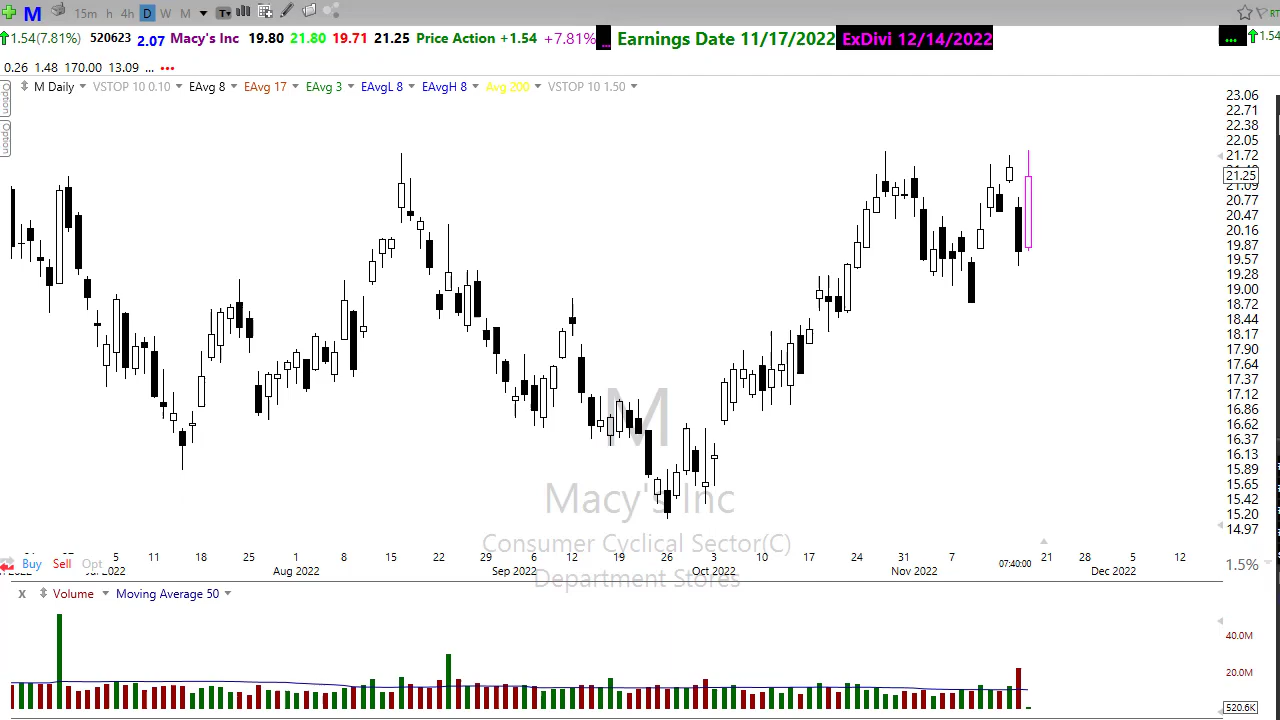 M 15m h 4h D W M T RT
1.54(7.81%) 520623 2.07 Macy's Inc 19.80 21.80 19.71 21.25 Price Action +1.54 +7.81% ... Earnings Date 11/17/2022 ExDivi 12/14/2022 ... 1.54
0.26 1.48 170.00 13.09 ... •••
Option
Option
M Daily VSTOP 10 0.10 EAvg 8 EAvg 17 EAvg 3 EAvgL 8 EAvgH 8 Avg 200 VSTOP 10 1.50
23.06
22.71
22.38
22.05
21.72
21.25
21.09
20.77
20.47
20.16
19.87
19.57
19.28
19.00
18.72
18.44
18.17
17.90
17.64
17.37
17.12
16.86
16.62
16.37
16.13
15.89
15.65
15.42
15.20
14.97
M
Macy's Inc
Consumer Cyclical Sector(C)
Department Stores
5 11 18 25 1 8 15 22 29 6 12 19 26 3 10 17 24 31 7 21 28 5 12
Buy Sell Opt 1.5%
2022 Aug 2022 Sep 2022 Oct 2022 Nov 2022 07:40:00 Dec 2022
X Volume Moving Average 50
40.0M
20.0M
520.6K